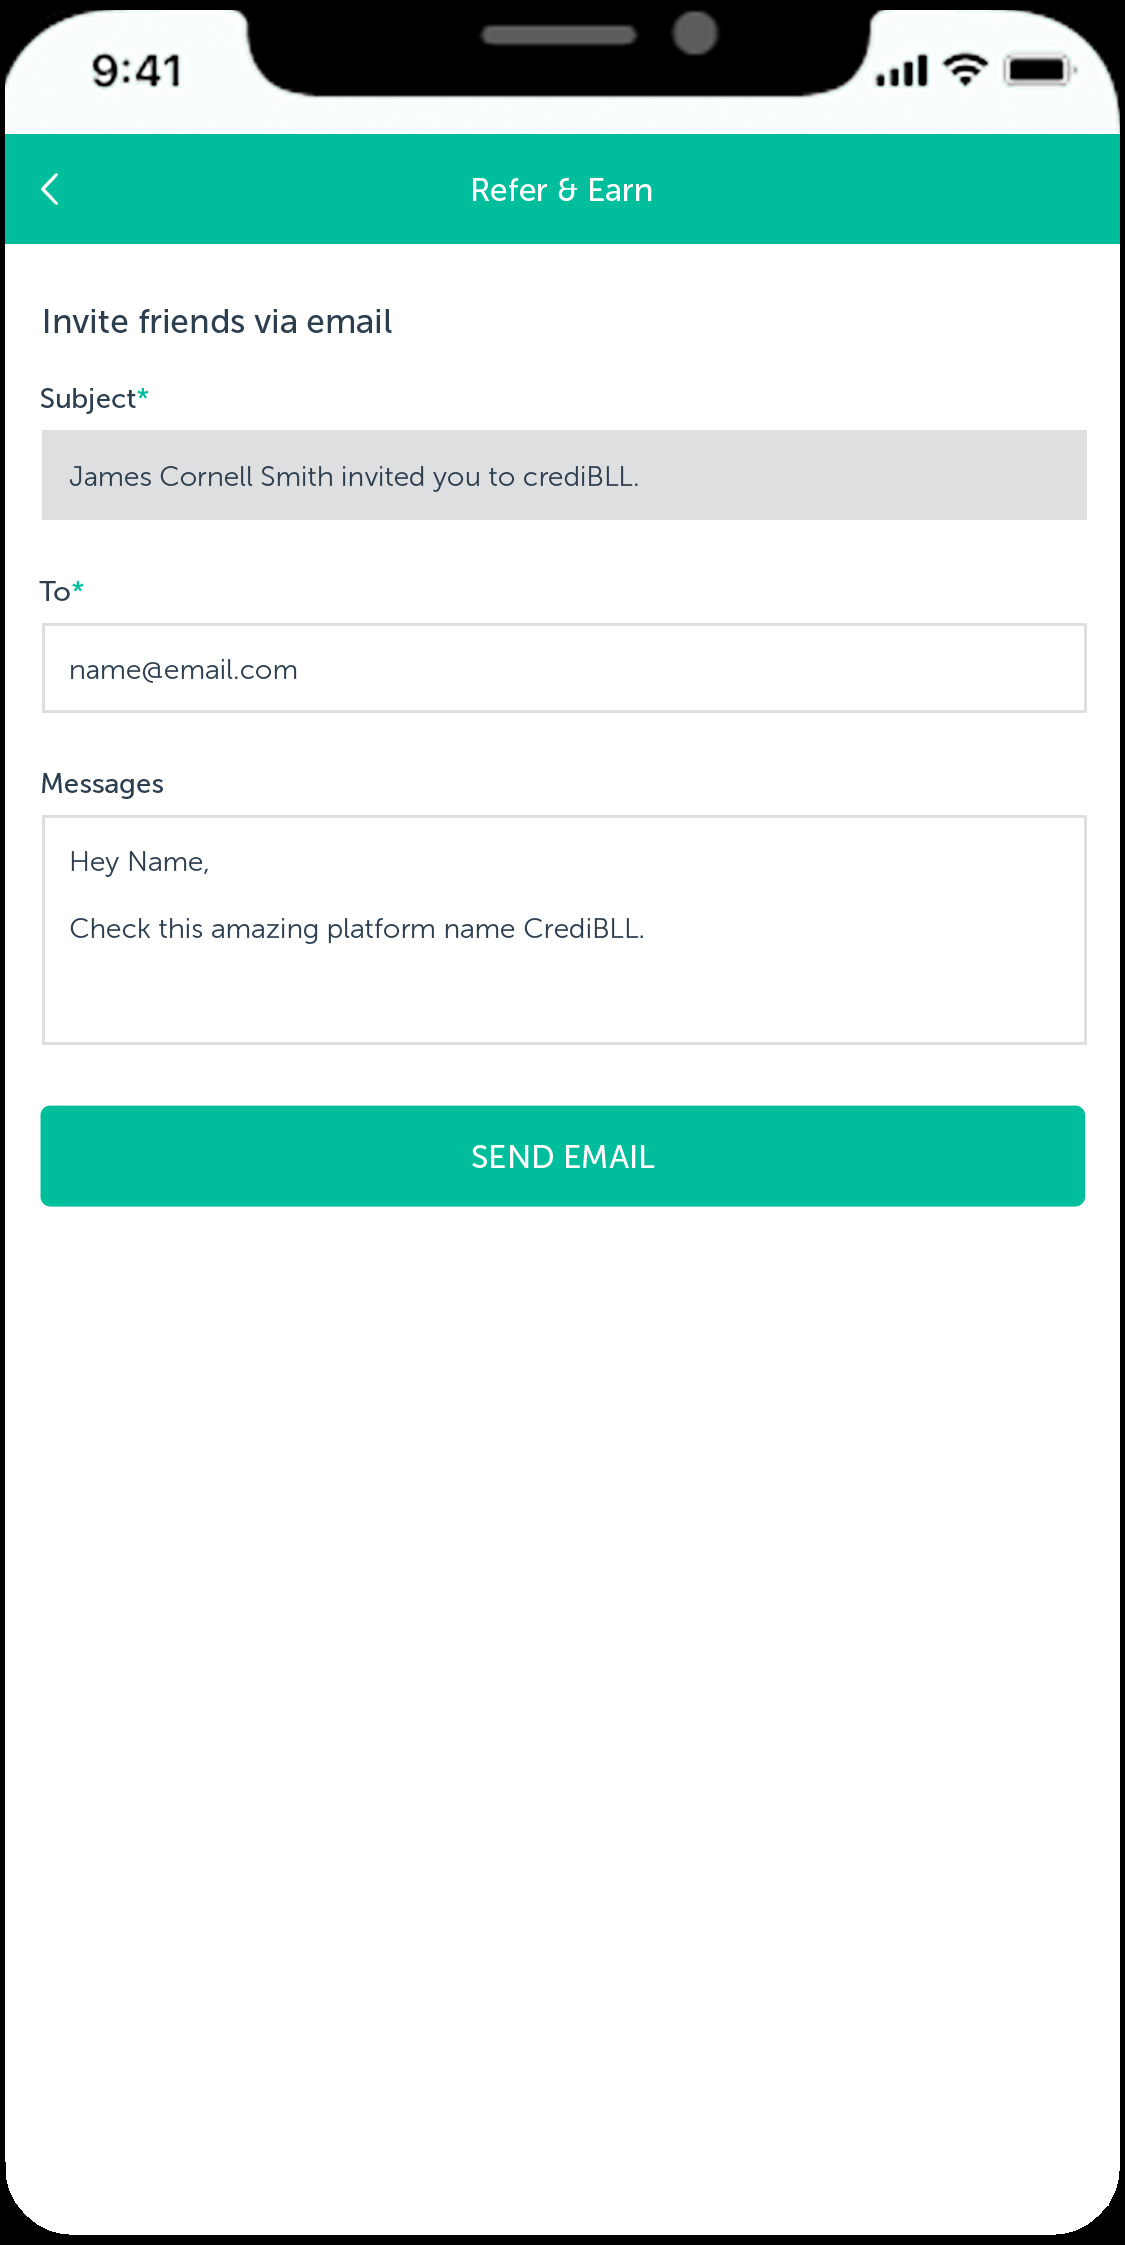 9:41
Refer & Earn
Invite friends via email
Subject*
James Cornell Smith invited you to crediBLL.
To*
name@email.com
Messages
Hey Name,
Check this amazing platform name CrediBLL.
SEND EMAIL